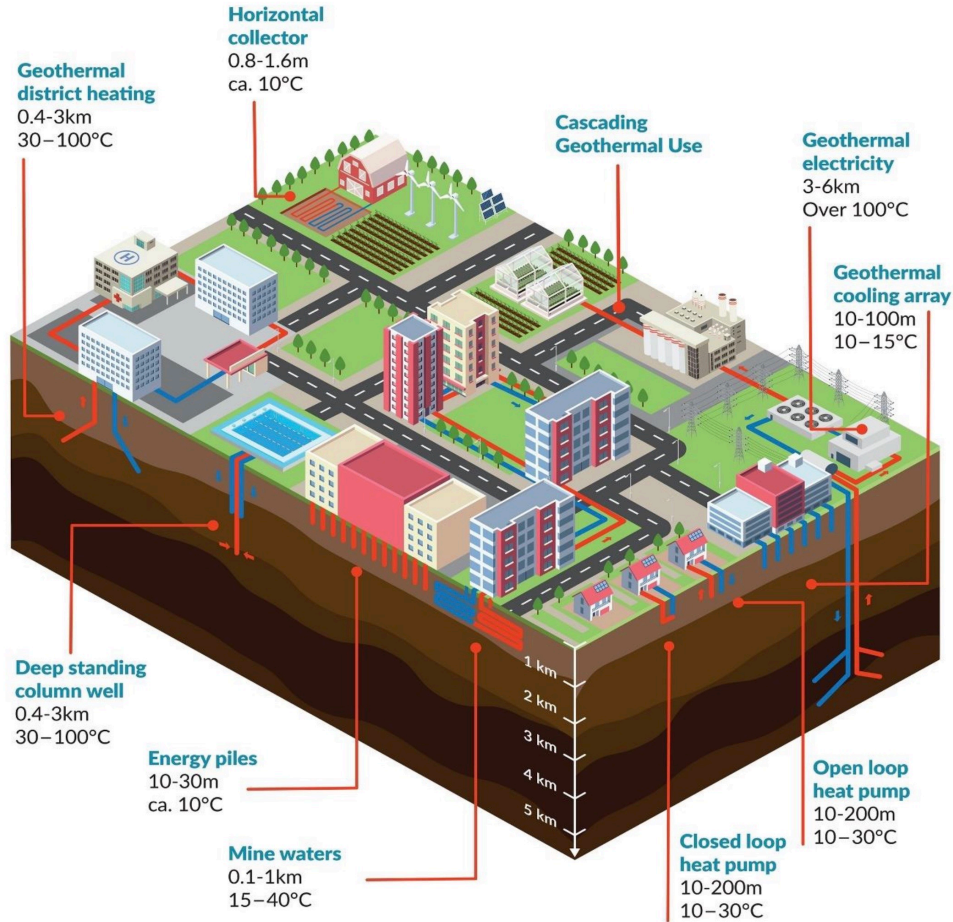 Horizontal
collector
0.8-1.6m
ca. 10°C
Geothermal
district heating
0.4-3km
30–100°C
Cascading
Geothermal Use
Geothermal
electricity
3-6km
Over 100°C
Geothermal
cooling array
10-100m
10–15°C
H
1 km
2 km
3 km
4 km
5 km
Deep standing
column well
0.4-3km
30–100°C
Energy piles
10-30m
ca. 10°C
Mine waters
0.1-1km
15–40°C
Closed loop
heat pump
10-200m
10–30°C
Open loop
heat pump
10-200m
10–30°C